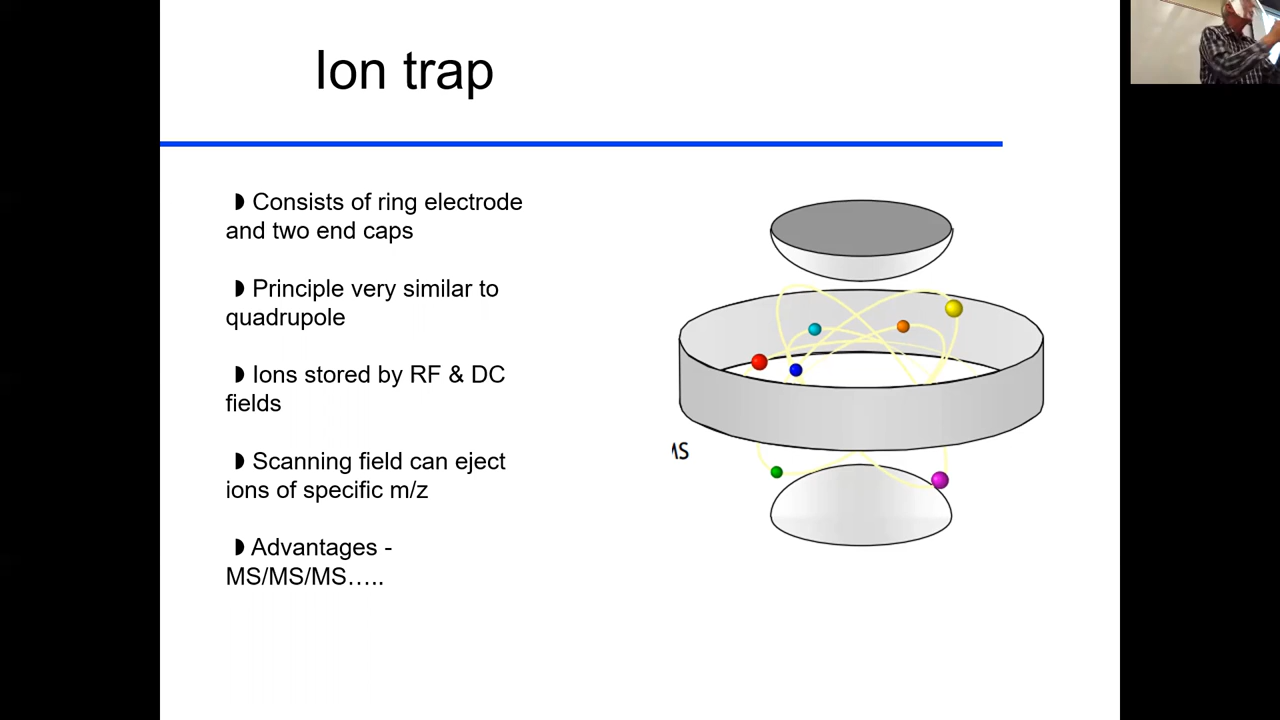 Ion trap
◗ Consists of ring electrode
and two end caps
◗ Principle very similar to
quadrupole
◗ Ions stored by RF & DC
fields
◗ Scanning field can eject
ions of specific m/z
◗ Advantages -
MS/MS/MS…..
MS